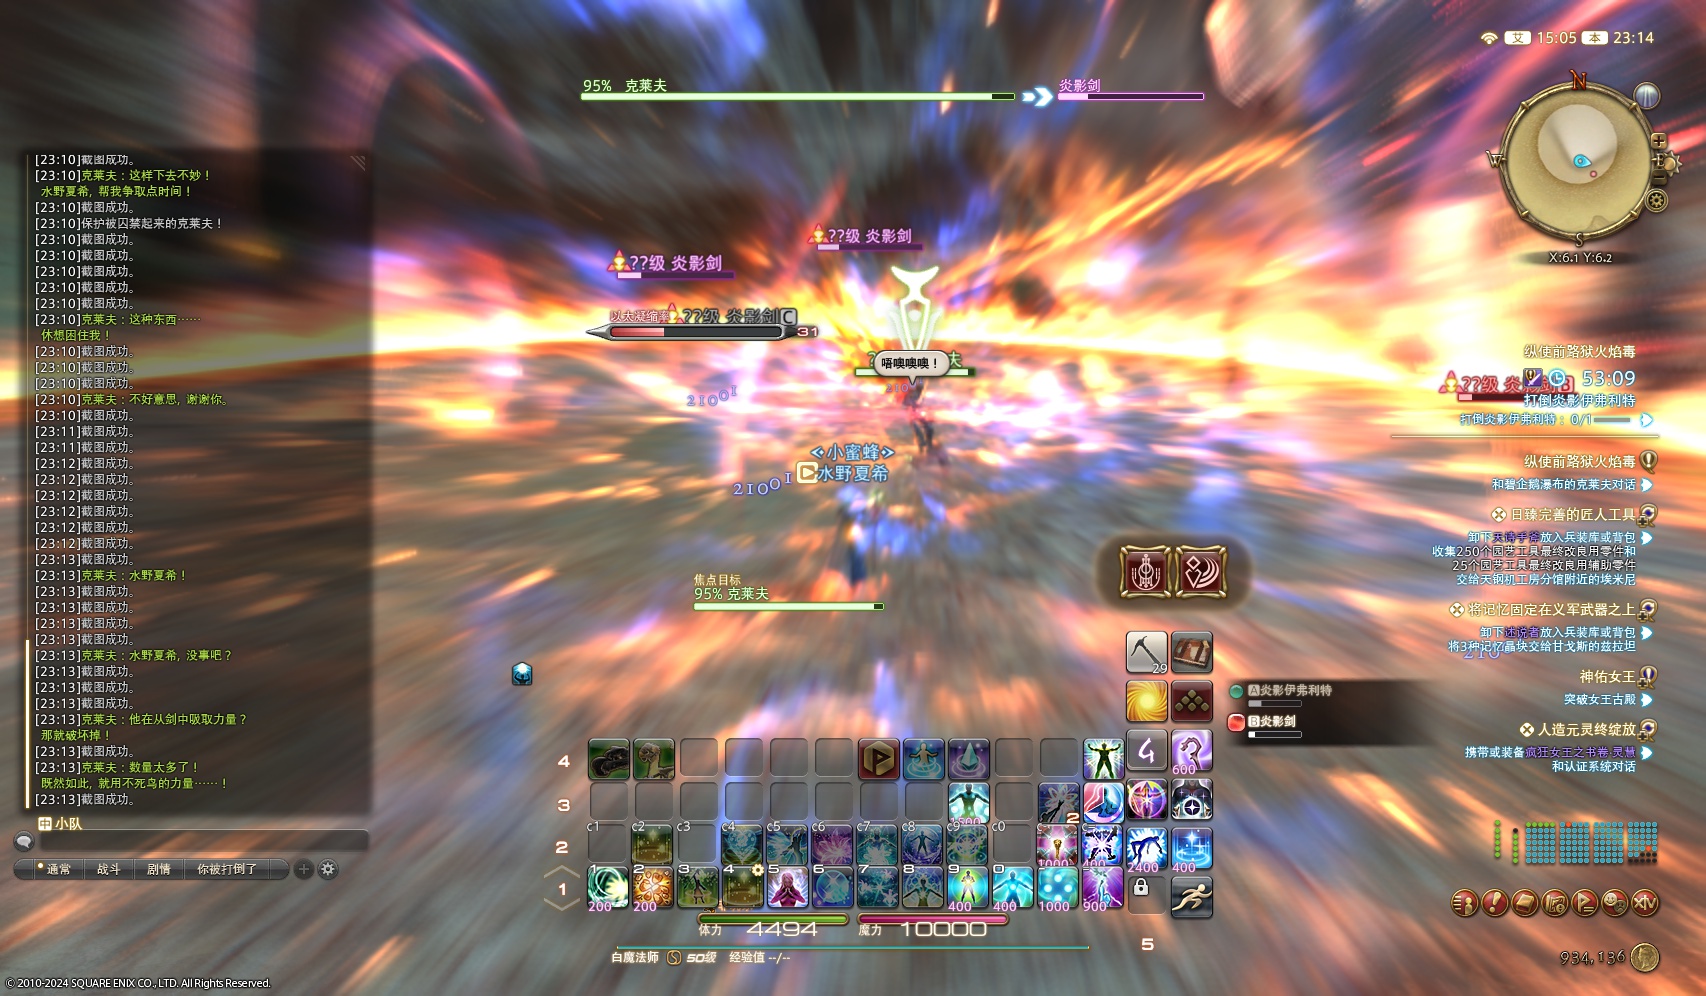 艾 15:05 本 23:14
95% 克莱夫
炎影剑
N
W
E
S
X:6.1 Y:6.2
[23:10]截图成功。
[23:10]克莱夫：这样下去不妙！
水野夏希，帮我争取点时间！
[23:10]截图成功。
[23:10]保护被囚禁起来的克莱夫！
[23:10]截图成功。
[23:10]截图成功。
[23:10]截图成功。
[23:10]截图成功。
[23:10]截图成功。
[23:10]克莱夫：这种东西……
休想困住我！
[23:10]截图成功。
[23:10]截图成功。
[23:10]截图成功。
[23:10]克莱夫：不好意思，谢谢你。
[23:10]截图成功。
[23:11]截图成功。
[23:11]截图成功。
[23:12]截图成功。
[23:12]截图成功。
[23:12]截图成功。
[23:12]截图成功。
[23:12]截图成功。
[23:12]截图成功。
[23:13]截图成功。
[23:13]克莱夫：水野夏希！
[23:13]截图成功。
[23:13]截图成功。
[23:13]截图成功。
[23:13]截图成功。
[23:13]克莱夫：水野夏希，没事吧？
[23:13]截图成功。
[23:13]截图成功。
[23:13]截图成功。
[23:13]克莱夫：他在从剑中吸取力量？
那就破坏掉！
[23:13]截图成功。
[23:13]克莱夫：数量太多了！
既然如此，就用不死鸟的力量……！
[23:13]截图成功。
中 小队
通常
战斗
剧情
你被打倒了
??级 炎影剑
??级 炎影剑
以太凝缩率
??级 炎影剑C
31
唔噢噢噢！
夫
21001
21001
《小蜜蜂》
水野夏希
焦点目标
95% 克莱夫
纵使前路狱火焰毒
53:09
??级 炎影剑B
打倒炎影伊弗利特
打倒炎影伊弗利特：0/1
纵使前路狱火焰毒
和碧企鹅瀑布的克莱夫对话
日臻完善的匠人工具
卸下天诗手斧放入兵装库或背包
收集250个园艺工具最终改良用零件和
25个园艺工具最终改良用辅助零件
交给天钢机工房分馆附近的埃米尼
将记忆固定在义军武器之上
卸下述说者放入兵装库或背包
将3种记忆晶块交给甘戈斯的兹拉坦
210
神佑女王
突破女王古殿
人造元灵终绽放
携带或装备疯狂女王之书卷·灵慧
和认证系统对话
29
A炎影伊弗利特
B炎影剑
4
600
3
2
2
c1 c2 c3 c4 c5 c6 c7 c8 c9 c0
1000 400 2400 400
1
1 2 3 4 5 6 7 8 9 0
200 200 400 400 1000 900
5
体力 4494 魔力 10000
白魔法师 50级 经验值 --/--
934,136
© 2010-2024 SQUARE ENIX CO., LTD. All Rights Reserved.